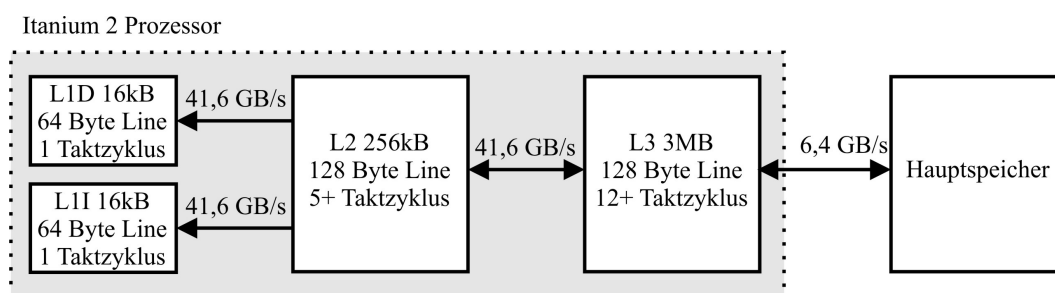 Itanium 2 Prozessor
L1D 16kB
64 Byte Line
1 Taktzyklus
41,6 GB/s
L1I 16kB
64 Byte Line
1 Taktzyklus
41,6 GB/s
L2 256kB
128 Byte Line
5+ Taktzyklus
41,6 GB/s
L3 3MB
128 Byte Line
12+ Taktzyklus
6,4 GB/s
Hauptspeicher